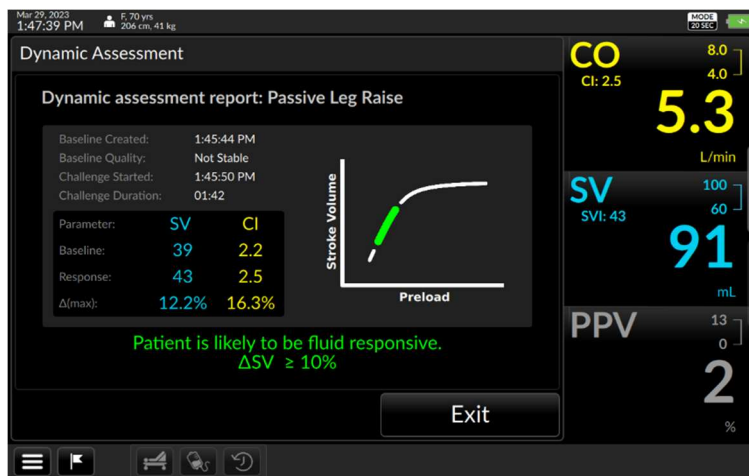 Mar 29, 2023
1:47:39 PM
F, 70 yrs
206 cm, 41 kg
MODE
20 SEC
Dynamic Assessment
Dynamic assessment report: Passive Leg Raise
Baseline Created: 1:45:44 PM
Baseline Quality: Not Stable
Challenge Started: 1:45:50 PM
Challenge Duration: 01:42
Parameter: SV CI
Baseline: 39 2.2
Response: 43 2.5
Δ(max): 12.2% 16.3%
Stroke Volume
Preload
Patient is likely to be fluid responsive.
ΔSV ≥ 10%
Exit
CO
CI: 2.5
8.0
4.0
5.3
L/min
SV
SVI: 43
100
60
91
mL
PPV
13
0
2
%